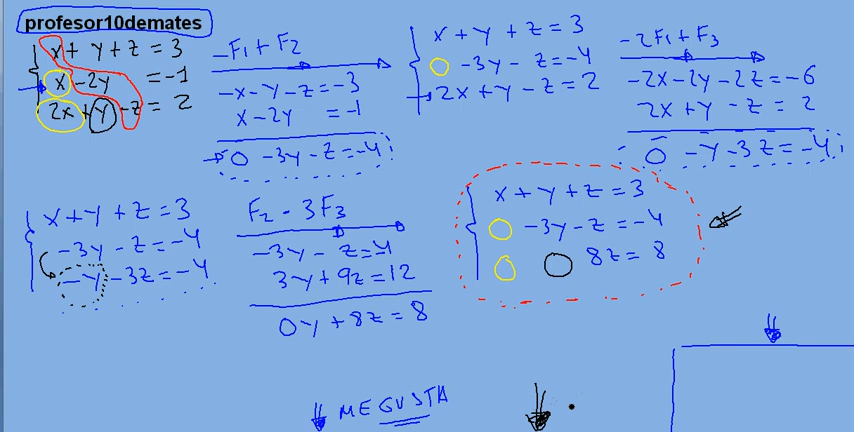 profesor10demates
x + y + z = 3
x - 2y = -1
2x + y - z = 2
-F1 + F2
-x - y - z = -3
x - 2y = -1
0 - 3y - z = -4
x + y + z = 3
0 - 3y - z = -4
2x + y - z = 2
-2F1 + F3
-2x - 2y - 2z = -6
2x + y - z = 2
0 - y - 3z = -4
x + y + z = 3
-3y - z = -4
-y - 3z = -4
F2 - 3F3
-3y - z = 4
3y + 9z = 12
0y + 8z = 8
x + y + z = 3
0 - 3y - z = -4
0 0 8z = 8
ME GUSTA